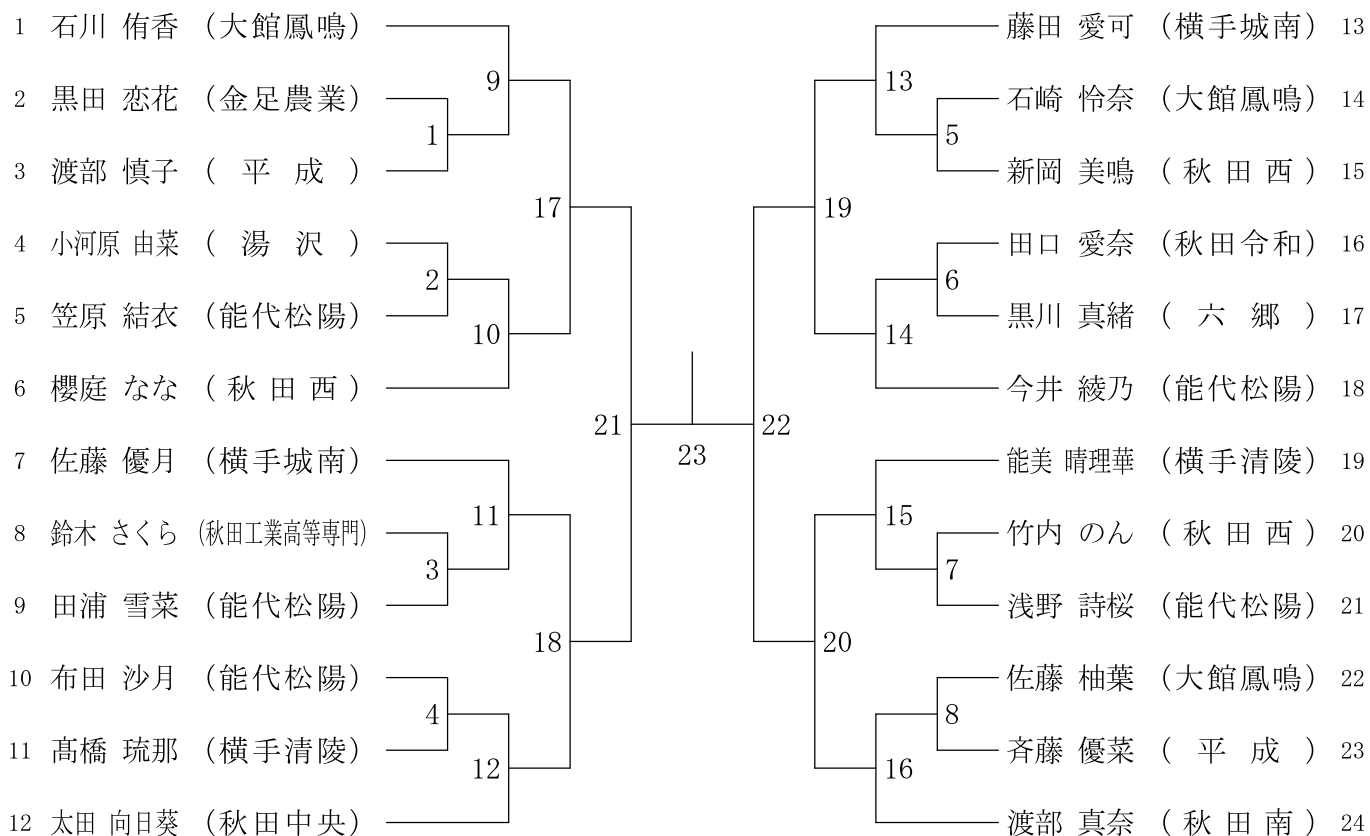 1 石川 侑香 (大館鳳鳴)
2 黒田 恋花 (金足農業)
3 渡部 慎子 ( 平 成 )
4 小河原 由菜 ( 湯 沢 )
5 笠原 結衣 (能代松陽)
6 櫻庭 なな ( 秋 田 西 )
7 佐藤 優月 (横手城南)
8 鈴木 さくら (秋田工業高等専門)
9 田浦 雪菜 (能代松陽)
10 布田 沙月 (能代松陽)
11 髙橋 琉那 (横手清陵)
12 太田 向日葵 (秋田中央)
9
1
17
2
10
21
11
3
18
4
12
23
13
5
19
6
14
22
15
7
20
8
16
藤田 愛可 (横手城南) 13
石崎 怜奈 (大館鳳鳴) 14
新岡 美鳴 ( 秋 田 西 ) 15
田口 愛奈 (秋田令和) 16
黒川 真緒 ( 六 郷 ) 17
今井 綾乃 (能代松陽) 18
能美 晴理華 (横手清陵) 19
竹内 のん ( 秋 田 西 ) 20
浅野 詩桜 (能代松陽) 21
佐藤 柚葉 (大館鳳鳴) 22
斉藤 優菜 ( 平 成 ) 23
渡部 真奈 ( 秋 田 南 ) 24